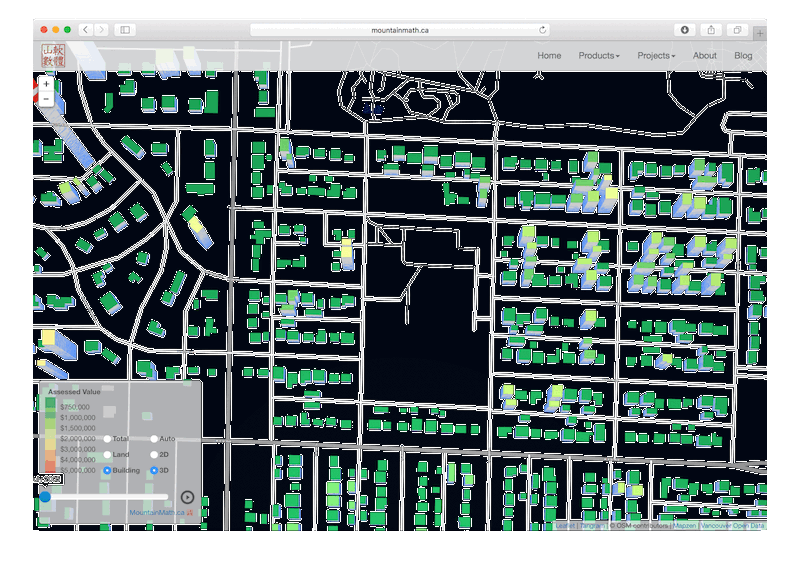 mountainmath.ca
山軟
數體
Home Products Projects About Blog
+
−
Assessed Value
$750,000
$1,000,000
$1,500,000
$2,000,000
$3,000,000
$4,000,000
$5,000,000
Total Auto
Land 2D
Building 3D
MountainMath.ca
Leaflet | Tangram | © OSM contributors | Mapzen | Vancouver Open Data